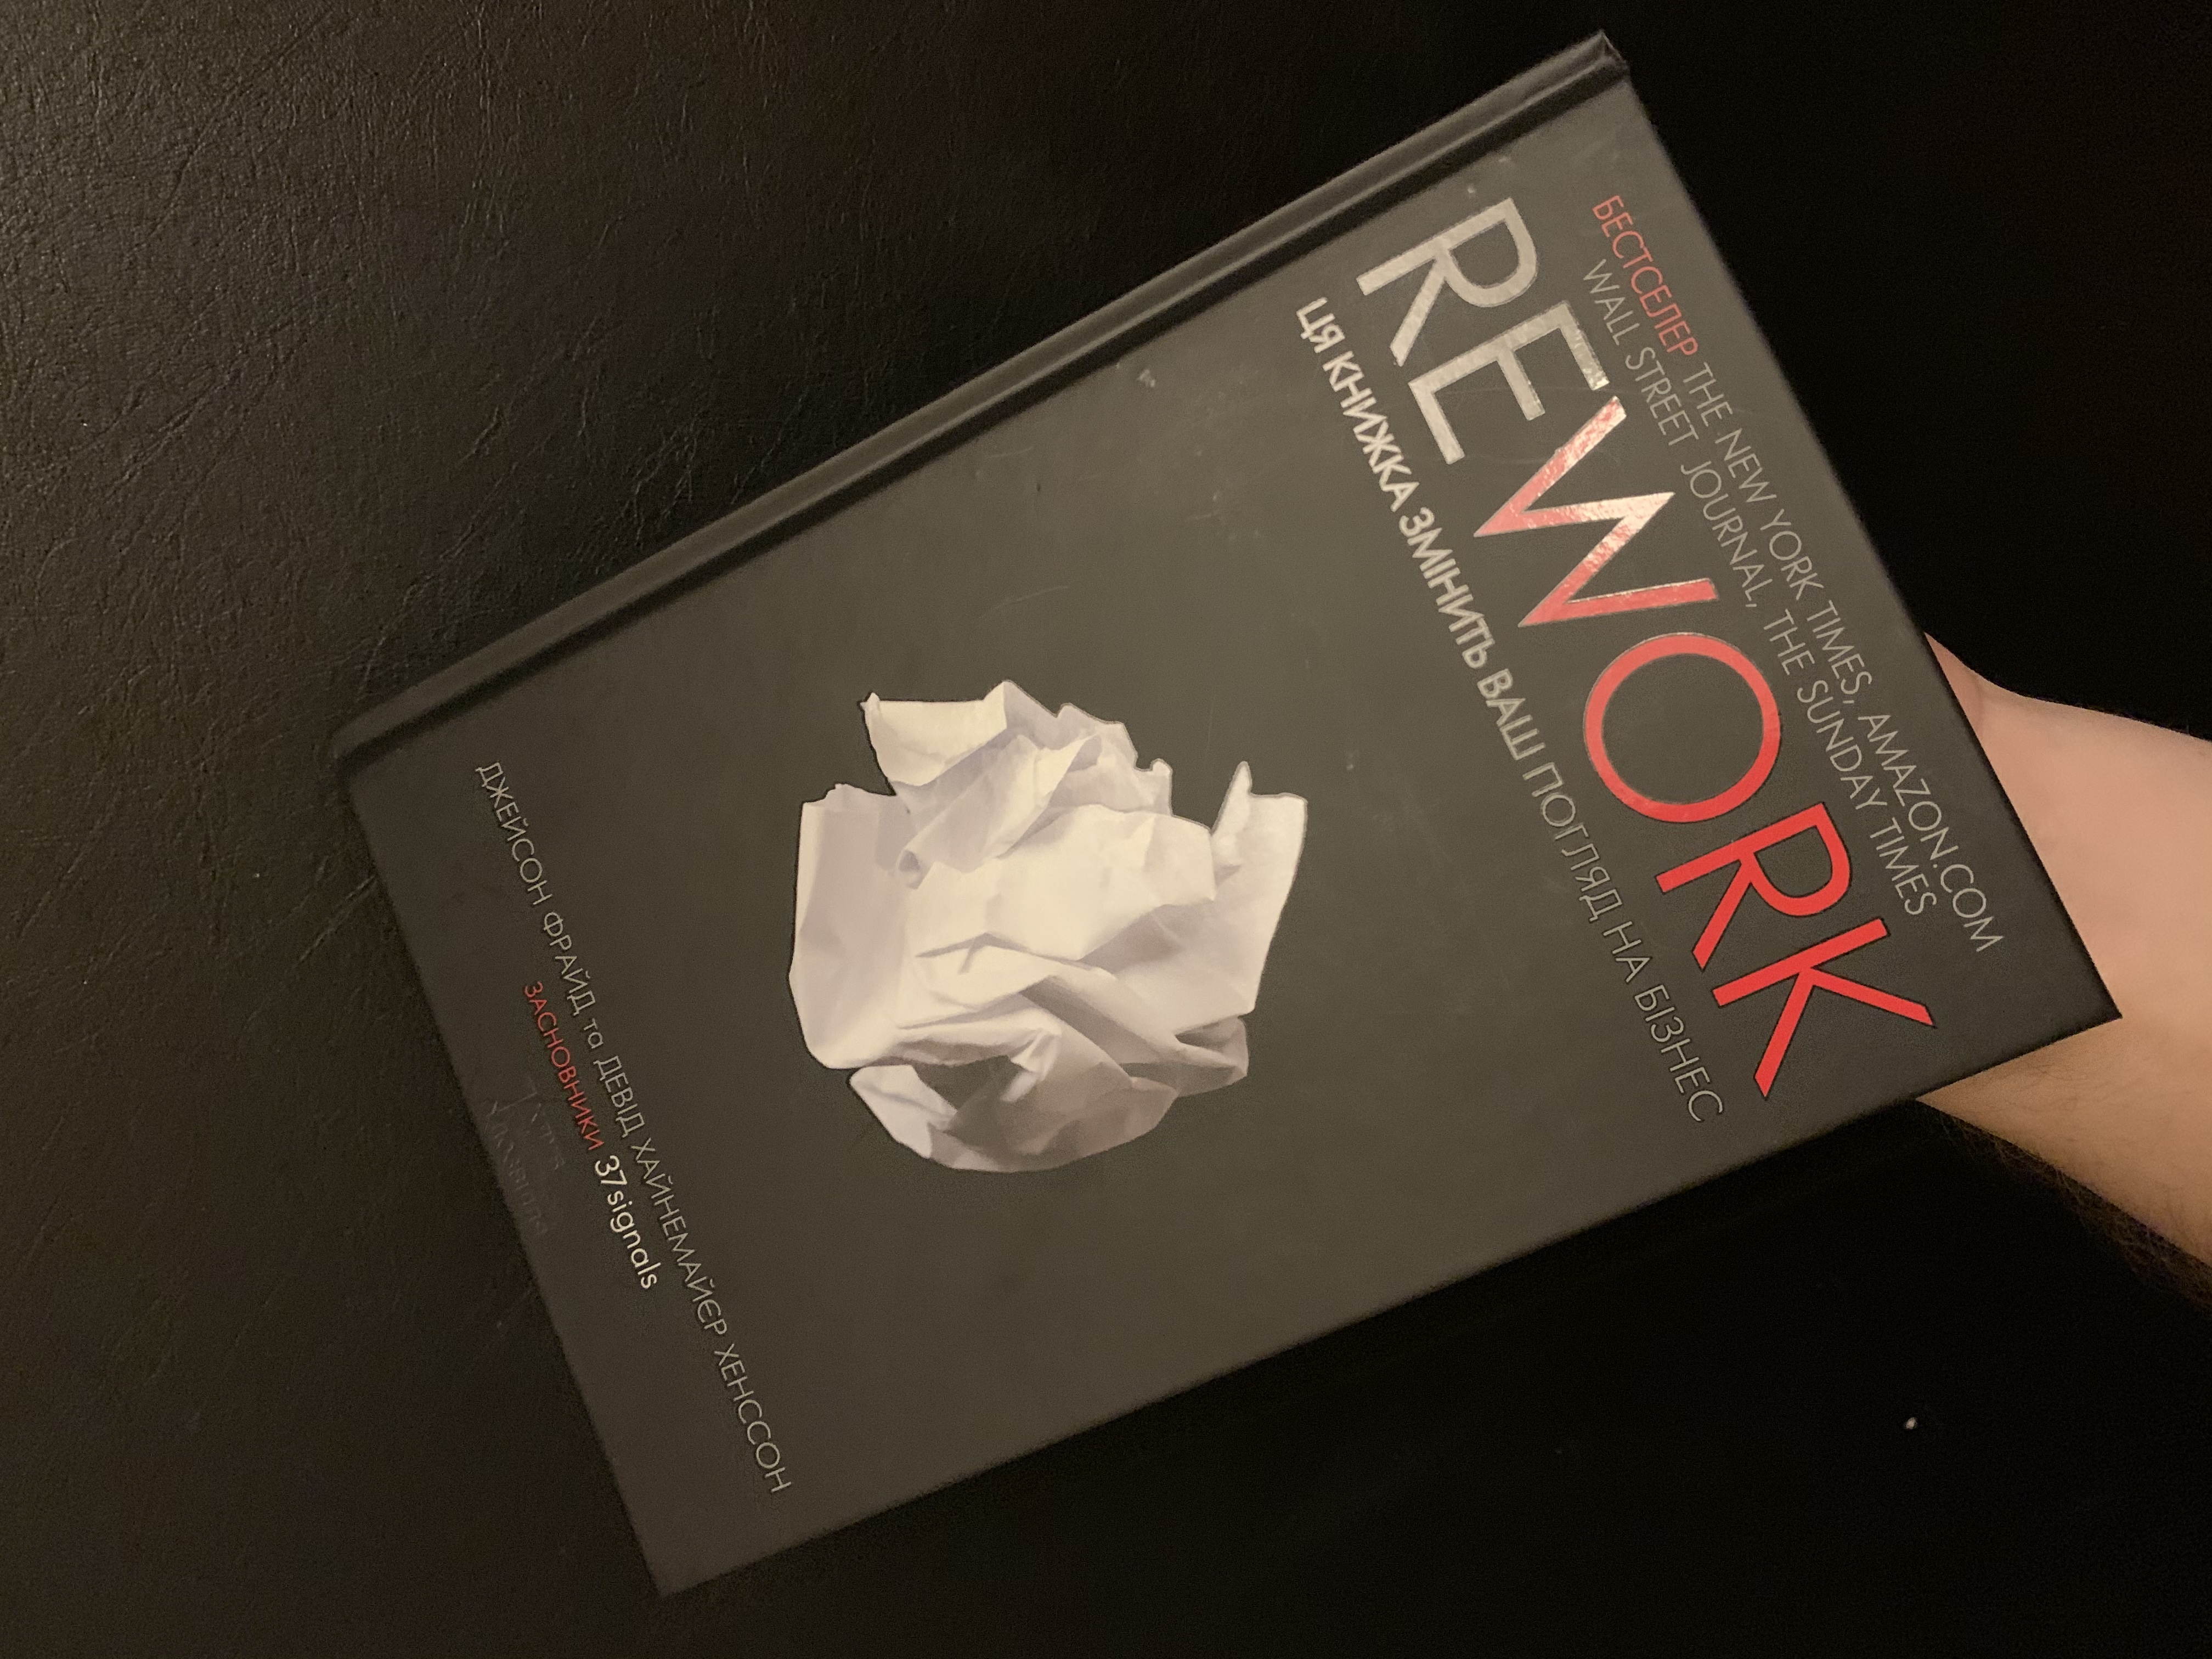 БЕСТСЕЛЕР THE NEW YORK TIMES, AMAZON.COM
WALL STREET JOURNAL, THE SUNDAY TIMES
REWORK
ЦЯ КНИЖКА ЗМІНИТЬ ВАШ ПОГЛЯД НА БІЗНЕС
ДЖЕЙСОН ФРАЙД та ДЕВІД ХАЙНЕМАЙЄР ХЕНССОН
ЗАСНОВНИКИ 37signals